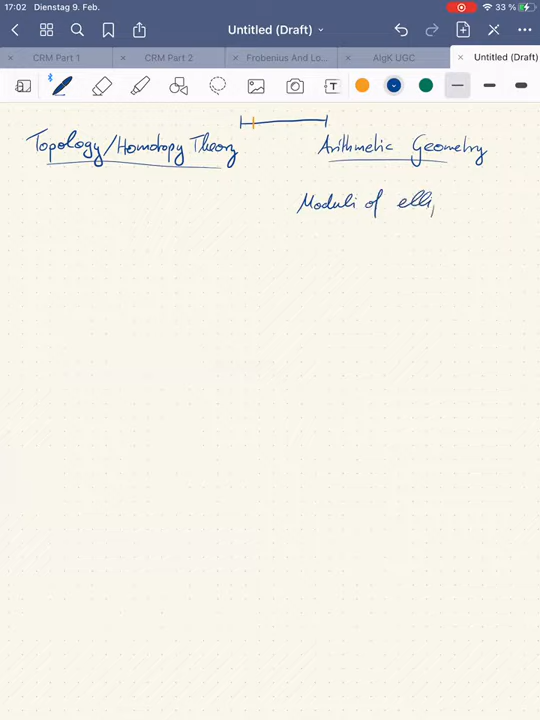 17:02 Dienstag 9. Feb. 33 %
Untitled (Draft)
CRM Part 1 CRM Part 2 Frobenius And Lo... AlgK UGC Untitled (Draft)
T
Topology/Homotopy Theory Arithmetic Geometry
Moduli of elli